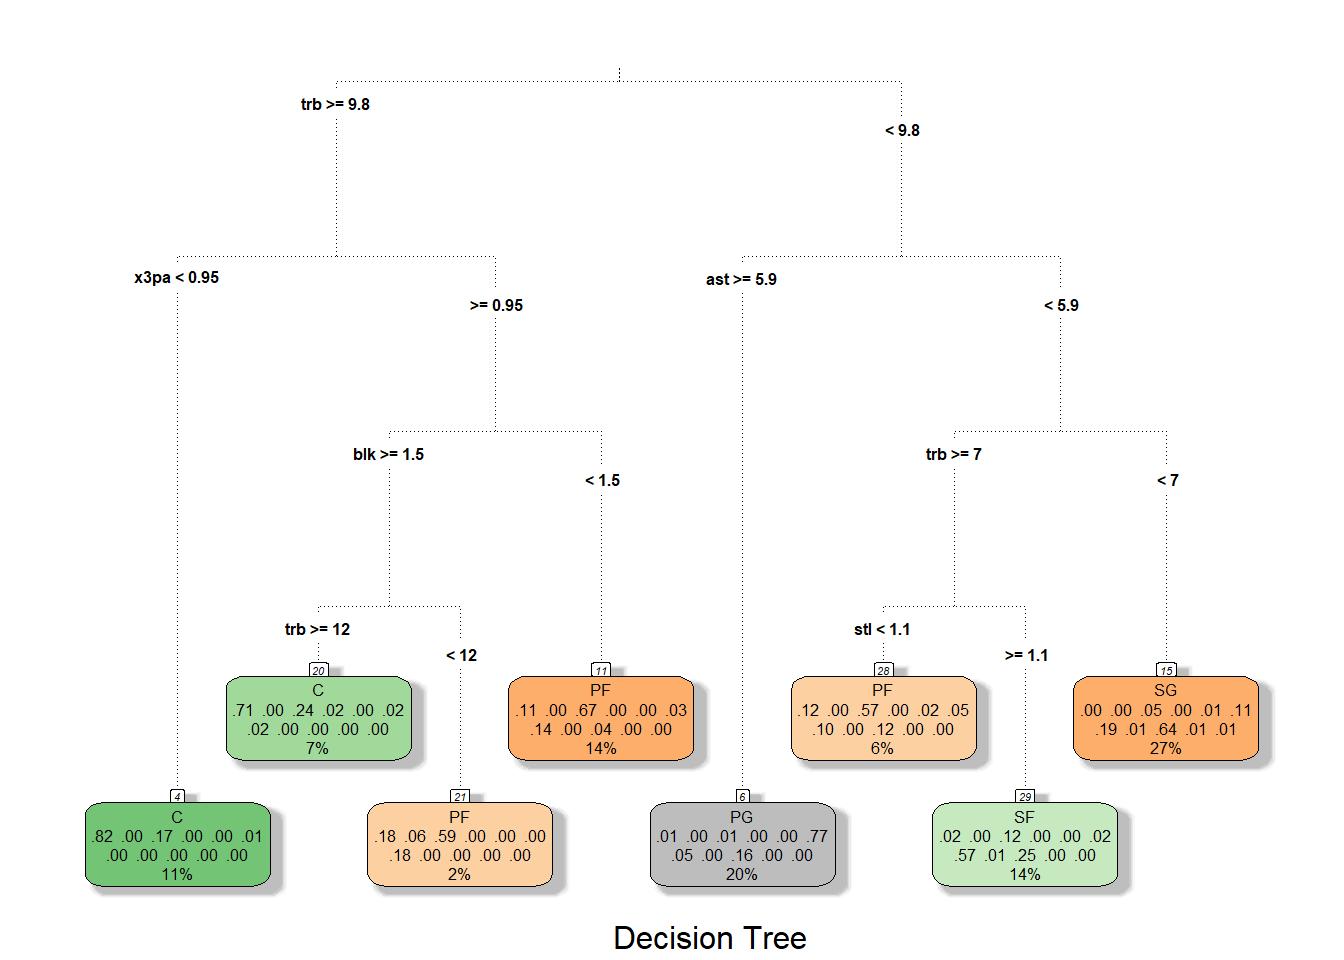 trb >= 9.8
< 9.8
x3pa < 0.95
>= 0.95
ast >= 5.9
< 5.9
blk >= 1.5
< 1.5
trb >= 7
< 7
trb >= 12
< 12
stl < 1.1
>= 1.1
20
C
.71 .00 .24 .02 .00 .02
.02 .00 .00 .00 .00
7%
11
PF
.11 .00 .67 .00 .00 .03
.14 .00 .04 .00 .00
14%
28
PF
.12 .00 .57 .00 .02 .05
.10 .00 .12 .00 .00
6%
15
SG
.00 .00 .05 .00 .01 .11
.19 .01 .64 .01 .01
27%
4
C
.82 .00 .17 .00 .00 .01
.00 .00 .00 .00 .00
11%
21
PF
.18 .06 .59 .00 .00 .00
.18 .00 .00 .00 .00
2%
6
PG
.01 .00 .01 .00 .00 .77
.05 .00 .16 .00 .00
20%
29
SF
.02 .00 .12 .00 .00 .02
.57 .01 .25 .00 .00
14%
Decision Tree